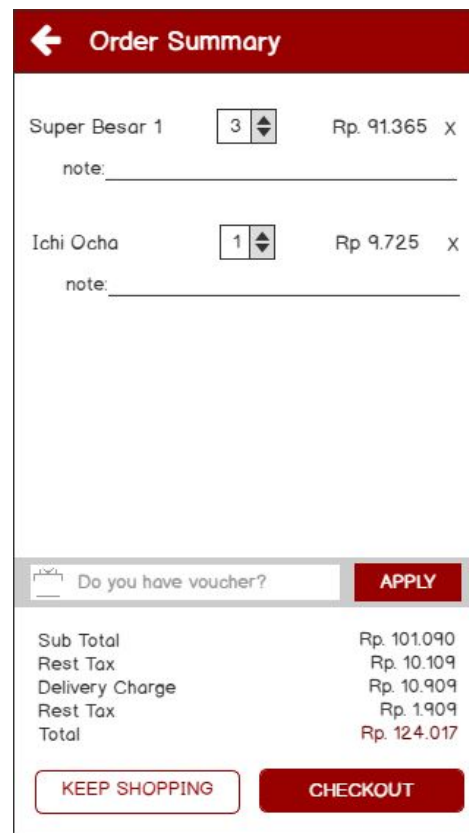 Order Summary
Super Besar 1 3 Rp. 91.365 X
note:
Ichi Ocha 1 Rp 9.725 X
note:
Do you have voucher? APPLY
Sub Total Rp. 101.090
Rest Tax Rp. 10.109
Delivery Charge Rp. 10.909
Rest Tax Rp. 1.909
Total Rp. 124.017
KEEP SHOPPING CHECKOUT